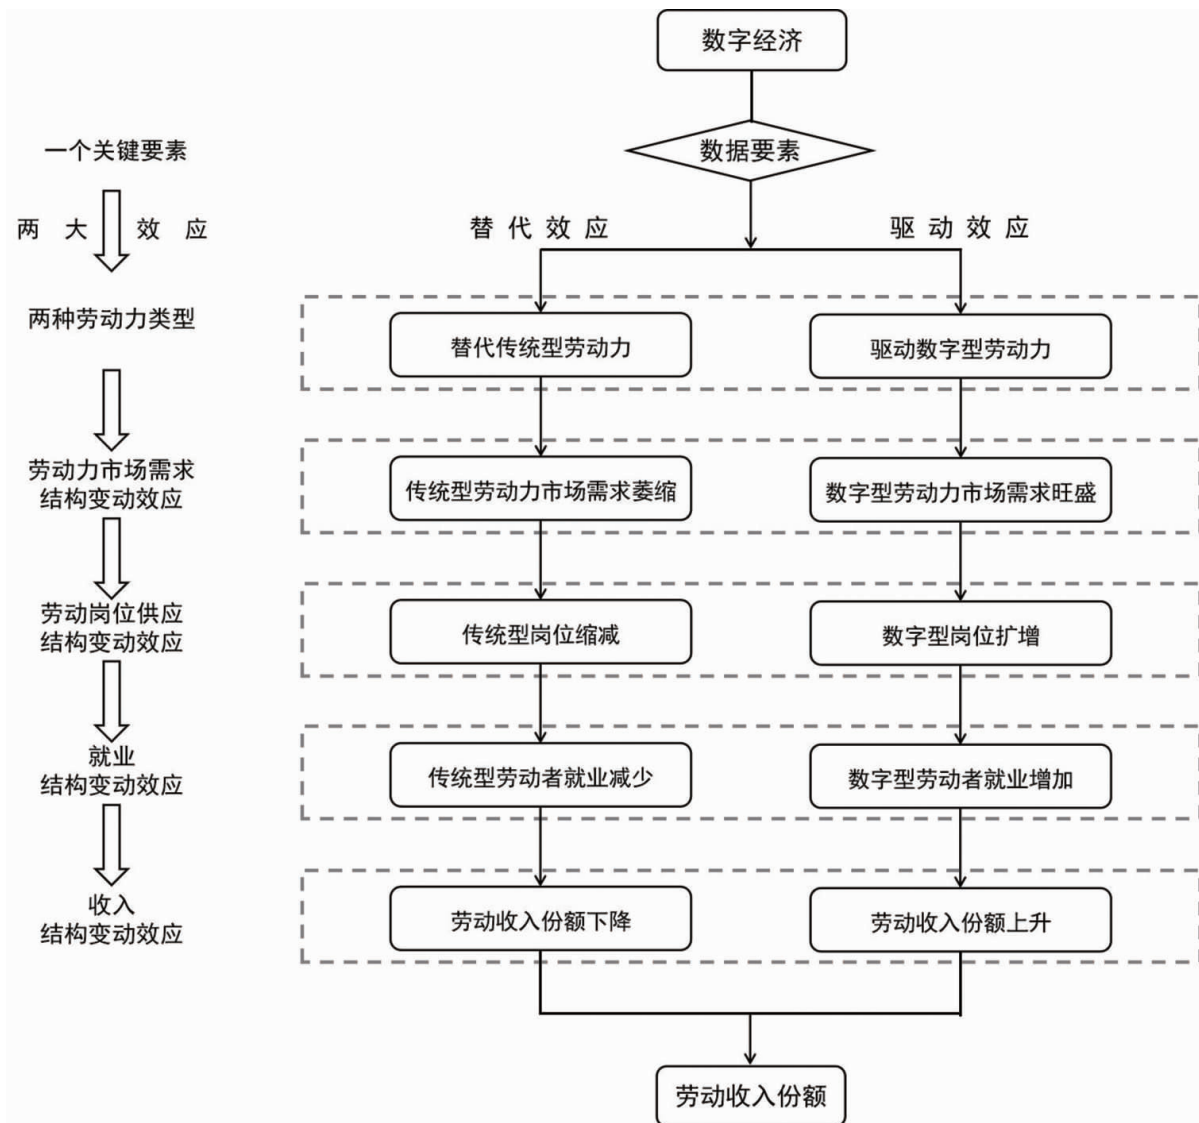 数字经济
一个关键要素
数据要素
两大效应
替代效应
驱动效应
两种劳动力类型
替代传统型劳动力
驱动数字型劳动力
劳动力市场需求
结构变动效应
传统型劳动力市场需求萎缩
数字型劳动力市场需求旺盛
劳动岗位供应
结构变动效应
传统型岗位缩减
数字型岗位扩增
就业
结构变动效应
传统型劳动者就业减少
数字型劳动者就业增加
收入
结构变动效应
劳动收入份额下降
劳动收入份额上升
劳动收入份额